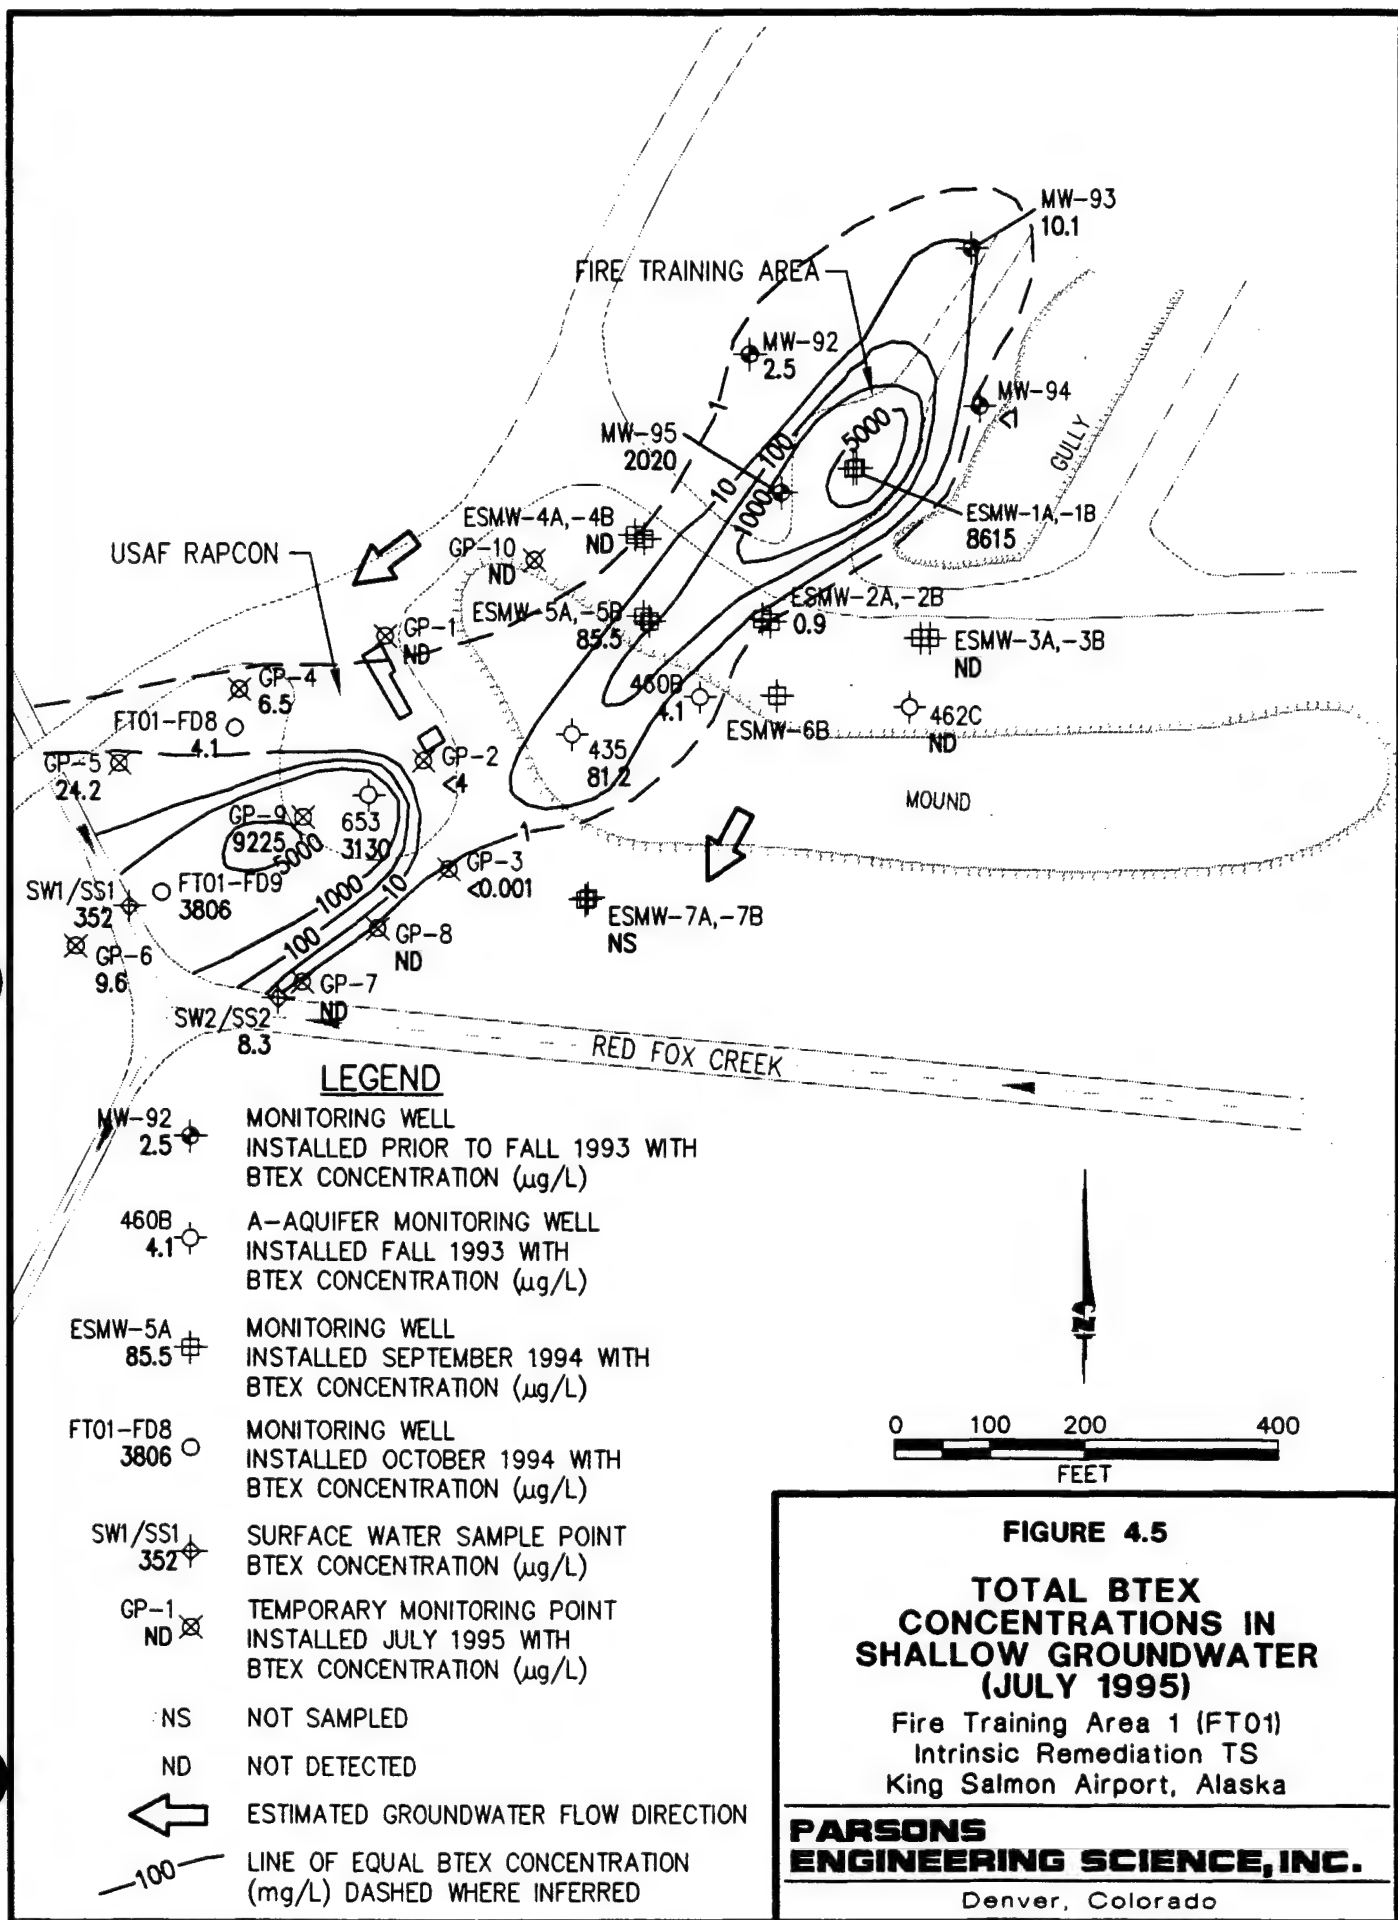 MW-93
10.1
FIRE TRAINING AREA
MW-92
2.5
1
MW-94
<1
GULLY
MW-95
2020
100
10
1000
5000
ESMW-1A,-1B
8615
ESMW-4A,-4B
ND
GP-10
ND
USAF RAPCON
ESMW-5A,-5B
85.5
ESMW-2A,-2B
0.9
ESMW-3A,-3B
ND
GP-1
ND
GP-4
6.5
FT01-FD8
4.1
460B
4.1
ESMW-6B
462C
ND
GP-5
24.2
GP-2
<4
435
81.2
MOUND
GP-9
9225
5000
653
3130
1
GP-3
<0.001
SW1/SS1
352
FT01-FD9
3806
1000
10
100
ESMW-7A,-7B
NS
GP-6
9.6
GP-8
ND
GP-7
ND
SW2/SS2
8.3
RED FOX CREEK
LEGEND
MW-92
2.5
MONITORING WELL
INSTALLED PRIOR TO FALL 1993 WITH
BTEX CONCENTRATION (µg/L)
460B
4.1
A-AQUIFER MONITORING WELL
INSTALLED FALL 1993 WITH
BTEX CONCENTRATION (µg/L)
ESMW-5A
85.5
MONITORING WELL
INSTALLED SEPTEMBER 1994 WITH
BTEX CONCENTRATION (µg/L)
FT01-FD8
3806
MONITORING WELL
INSTALLED OCTOBER 1994 WITH
BTEX CONCENTRATION (µg/L)
SW1/SS1
352
SURFACE WATER SAMPLE POINT
BTEX CONCENTRATION (µg/L)
GP-1
ND
TEMPORARY MONITORING POINT
INSTALLED JULY 1995 WITH
BTEX CONCENTRATION (µg/L)
NS NOT SAMPLED
ND NOT DETECTED
ESTIMATED GROUNDWATER FLOW DIRECTION
100
LINE OF EQUAL BTEX CONCENTRATION
(mg/L) DASHED WHERE INFERRED
N
0 100 200 400
FEET
FIGURE 4.5
TOTAL BTEX
CONCENTRATIONS IN
SHALLOW GROUNDWATER
(JULY 1995)
Fire Training Area 1 (FT01)
Intrinsic Remediation TS
King Salmon Airport, Alaska
PARSONS
ENGINEERING SCIENCE, INC.
Denver, Colorado